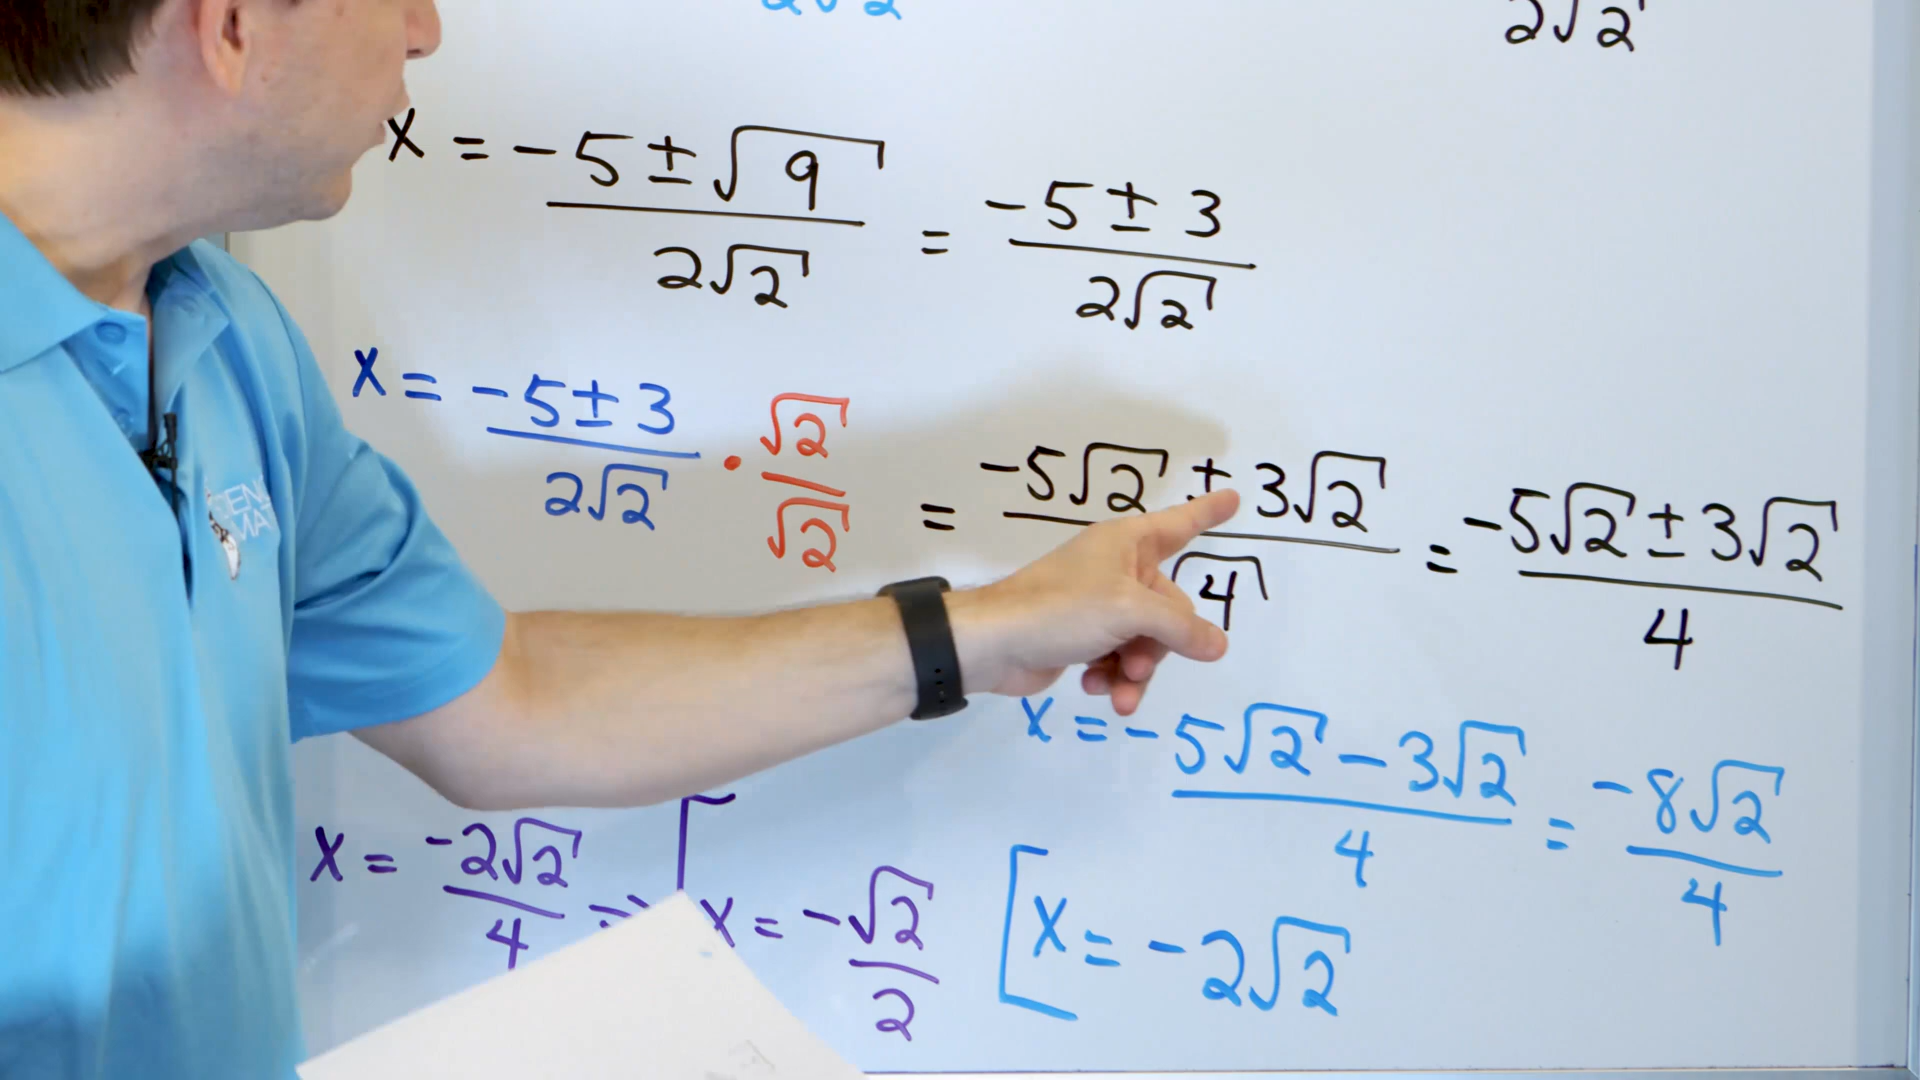 2√2
2√2
x = (-5 ± √9)/(2√2) = (-5 ± 3)/(2√2)
x = (-5 ± 3)/(2√2) · √2/√2 = (-5√2 ± 3√2)/(√4) = (-5√2 ± 3√2)/4
x = (-5√2 - 3√2)/4 = (-8√2)/4
x = (-2√2)/4 ⇒ x = -√2/2
x = -2√2